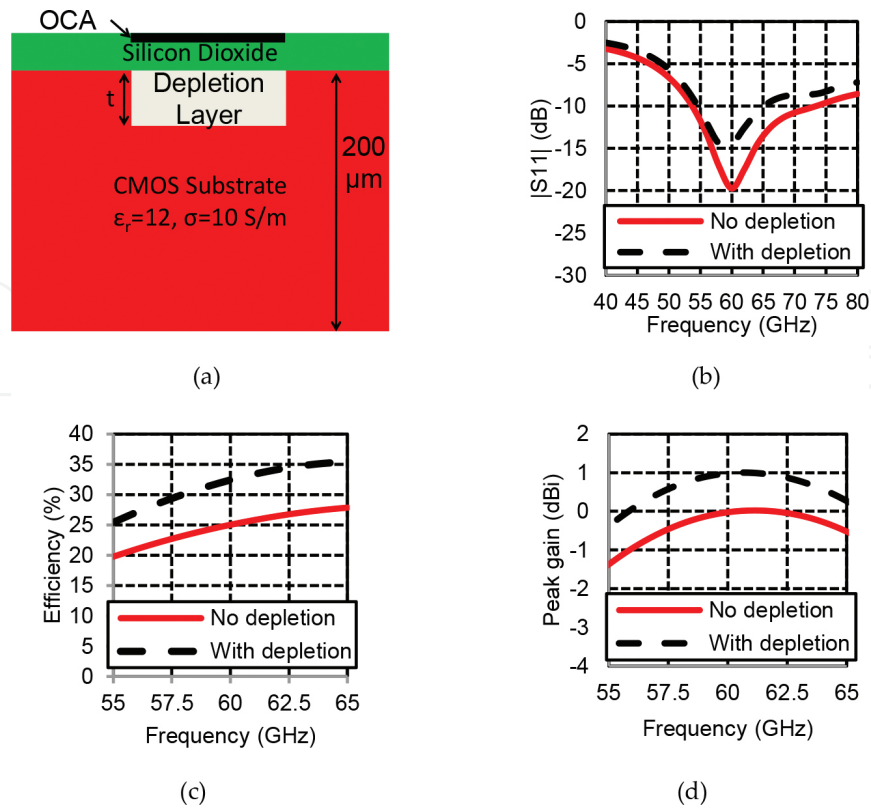 OCA
Silicon Dioxide
Depletion
Layer
t
200
µm
CMOS Substrate
εr=12, σ=10 S/m
(a)
|S11| (dB)
0
-5
-10
-15
-20
-25
-30
No depletion
With depletion
40 45 50 55 60 65 70 75 80
Frequency (GHz)
(b)
Efficiency (%)
40
35
30
25
20
15
10
5
0
No depletion
With depletion
55 57.5 60 62.5 65
Frequency (GHz)
(c)
Peak gain (dBi)
2
1
0
-1
-2
-3
-4
No depletion
With depletion
55 57.5 60 62.5 65
Frequency (GHz)
(d)